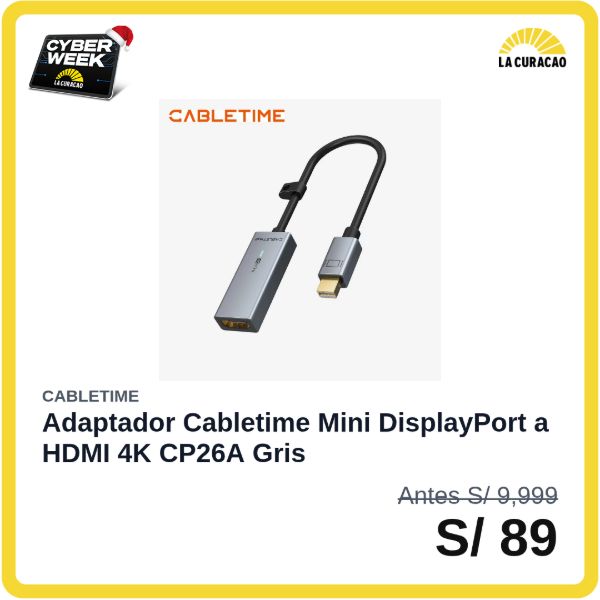 CYBER
WEEK
LA CURACAO
LA CURACAO
CABLETIME
CABLETIME
CABLETIME
Adaptador Cabletime Mini DisplayPort a
HDMI 4K CP26A Gris
Antes S/ 9,999
S/ 89